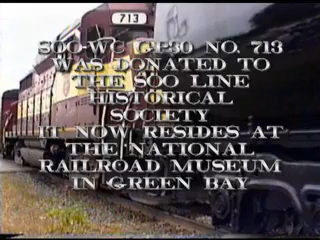 713
SOO-WC GP30 NO. 713
WAS DONATED TO
THE SOO LINE
HISTORICAL
SOCIETY
IT NOW RESIDES AT
THE NATIONAL
RAILROAD MUSEUM
IN GREEN BAY